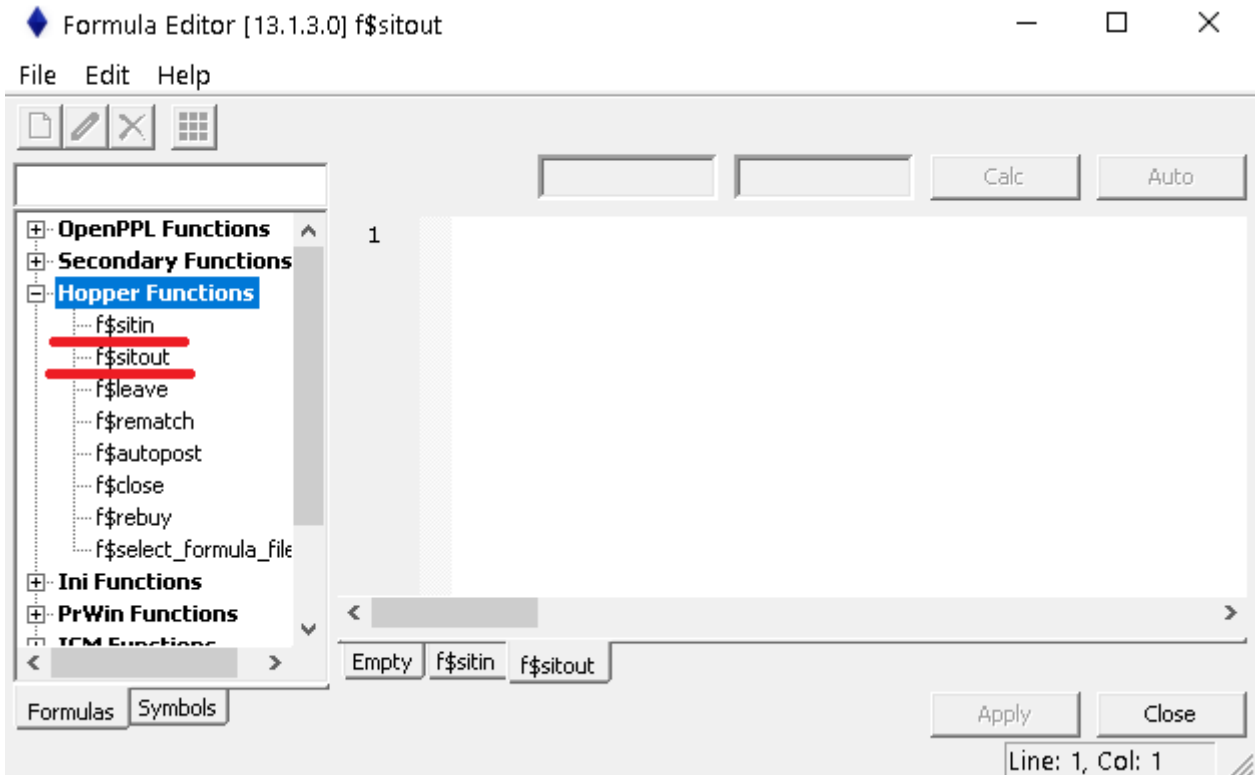 Formula Editor [13.1.3.0] f$sitout
File Edit Help
Calc Auto
OpenPPL Functions
Secondary Functions
Hopper Functions
f$sitin
f$sitout
f$leave
f$rematch
f$autopost
f$close
f$rebuy
f$select_formula_file
Ini Functions
PrWin Functions
ICM Functions
1
Empty f$sitin f$sitout
Formulas Symbols
Apply Close
Line: 1, Col: 1